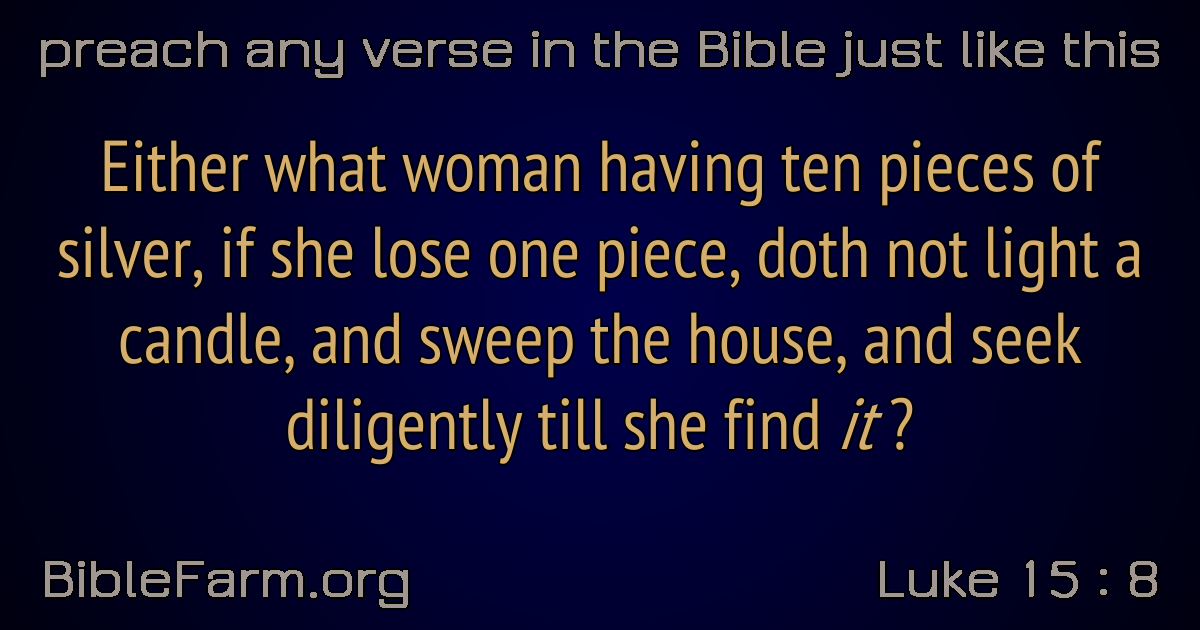 preach any verse in the Bible just like this
Either what woman having ten pieces of
silver, if she lose one piece, doth not light a
candle, and sweep the house, and seek
diligently till she find it ?
BibleFarm.org
Luke 15 : 8